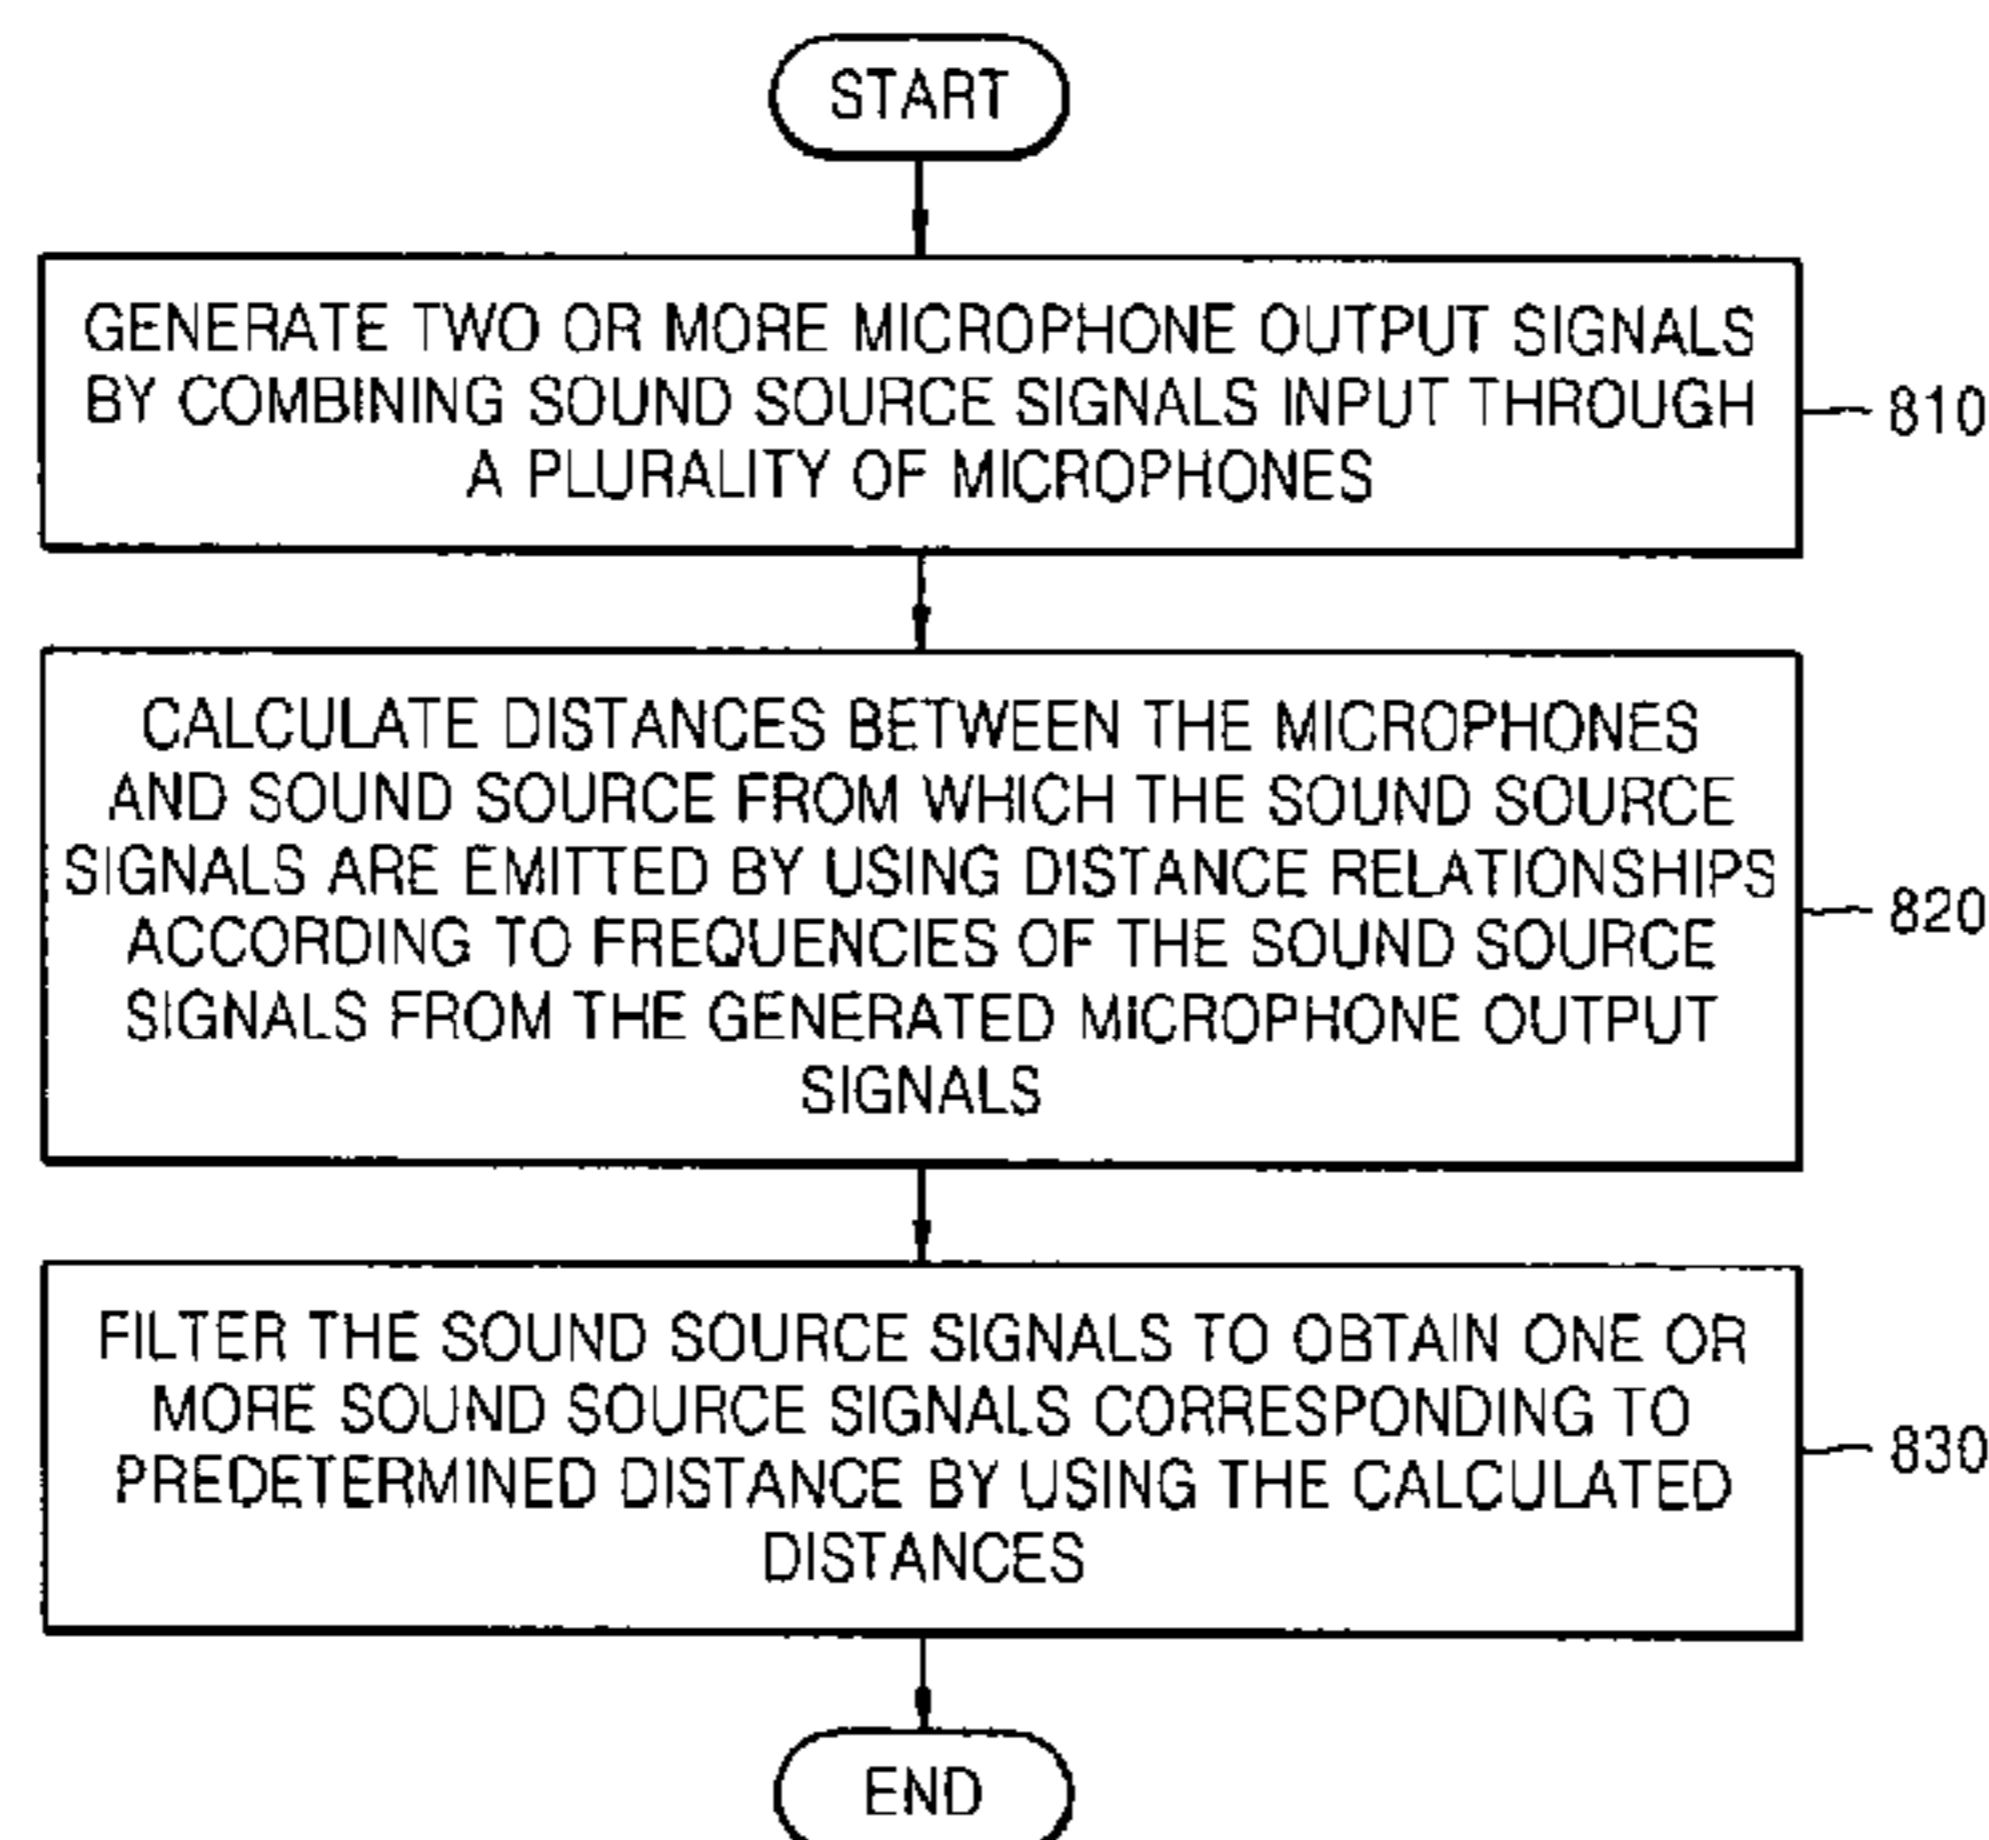 START
GENERATE TWO OR MORE MICROPHONE OUTPUT SIGNALS
BY COMBINING SOUND SOURCE SIGNALS INPUT THROUGH
A PLURALITY OF MICROPHONES
810
CALCULATE DISTANCES BETWEEN THE MICROPHONES
AND SOUND SOURCE FROM WHICH THE SOUND SOURCE
SIGNALS ARE EMITTED BY USING DISTANCE RELATIONSHIPS
ACCORDING TO FREQUENCIES OF THE SOUND SOURCE
SIGNALS FROM THE GENERATED MICROPHONE OUTPUT
SIGNALS
820
FILTER THE SOUND SOURCE SIGNALS TO OBTAIN ONE OR
MORE SOUND SOURCE SIGNALS CORRESPONDING TO
PREDETERMINED DISTANCE BY USING THE CALCULATED
DISTANCES
830
END